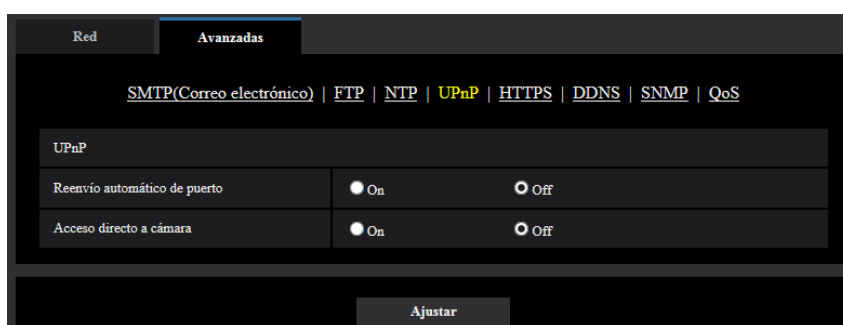 Red Avanzadas
SMTP(Correo electrónico) | FTP | NTP | UPnP | HTTPS | DDNS | SNMP | QoS
UPnP
Reenvío automático de puerto On Off
Acceso directo a cámara On Off
Ajustar